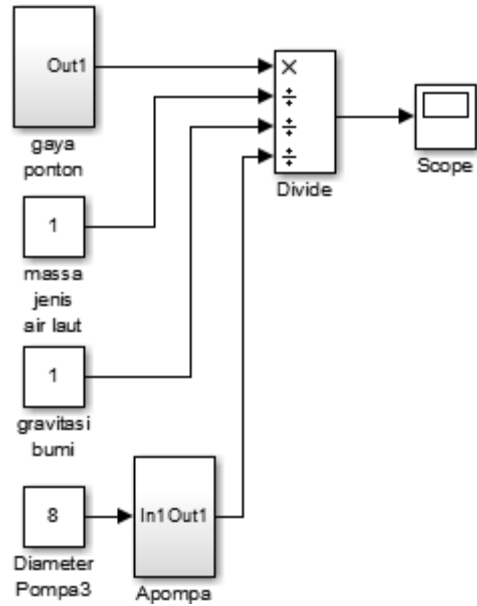 Out1
gaya
ponton
×
÷
÷
÷
Divide
Scope
1
massa
jenis
air laut
1
gravitasi
bumi
8
Diameter
Pompa3
In1 Out1
Apompa